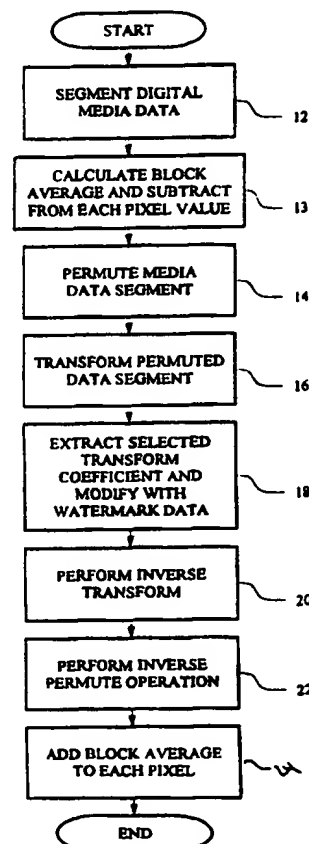 START
SEGMENT DIGITAL
MEDIA DATA
12
CALCULATE BLOCK
AVERAGE AND SUBTRACT
FROM EACH PIXEL VALUE
13
PERMUTE MEDIA
DATA SEGMENT
14
TRANSFORM PERMUTED
DATA SEGMENT
16
EXTRACT SELECTED
TRANSFORM
COEFFICIENT AND
MODIFY WITH
WATERMARK DATA
18
PERFORM INVERSE
TRANSFORM
20
PERFORM INVERSE
PERMUTE OPERATION
22
ADD BLOCK AVERAGE
TO EACH PIXEL
24
END